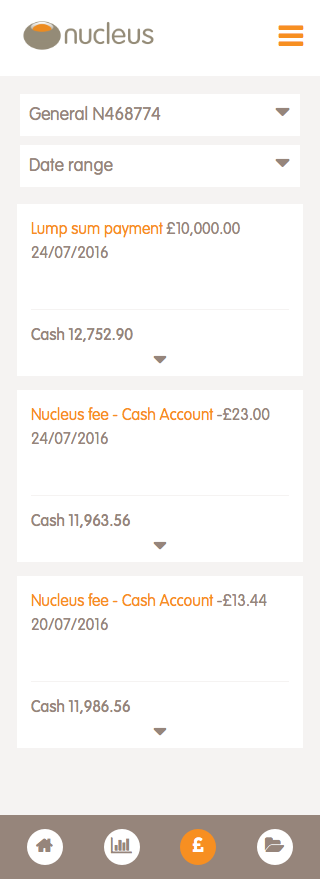 nucleus
General N468774
Date range
Lump sum payment £10,000.00
24/07/2016
Cash 12,752.90
Nucleus fee - Cash Account -£23.00
24/07/2016
Cash 11,963.56
Nucleus fee - Cash Account -£13.44
20/07/2016
Cash 11,986.56
£